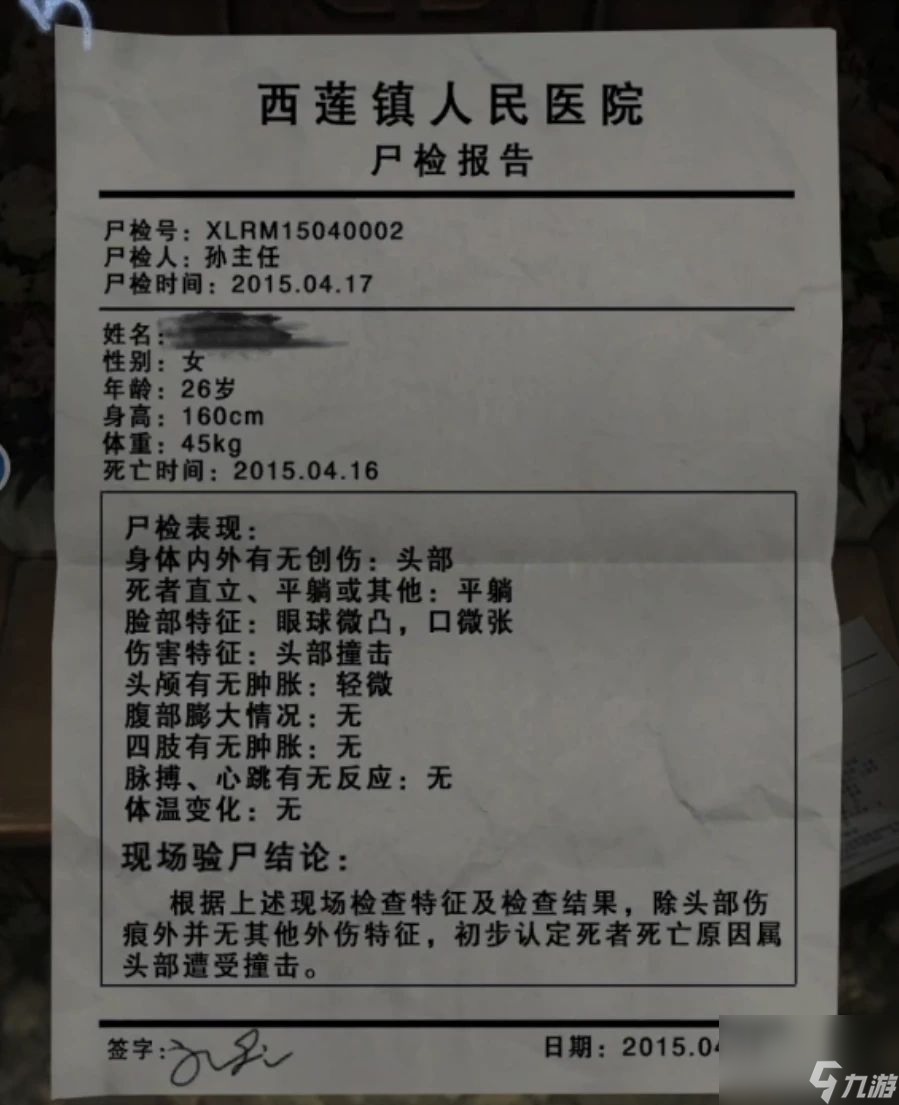 西莲镇人民医院
尸检报告
尸检号：XLRM15040002
尸检人：孙主任
尸检时间：2015.04.17
姓名：
性别：女
年龄：26岁
身高：160cm
体重：45kg
死亡时间：2015.04.16
尸检表现：
身体内外有无创伤：头部
死者直立、平躺或其他：平躺
脸部特征：眼球微凸，口微张
伤害特征：头部撞击
头颅有无肿胀：轻微
腹部膨大情况：无
四肢有无肿胀：无
脉搏、心跳有无反应：无
体温变化：无
现场验尸结论：
根据上述现场检查特征及检查结果，除头部伤
痕外并无其他外伤特征，初步认定死者死亡原因属
头部遭受撞击。
签字：
日期：2015.04
九游